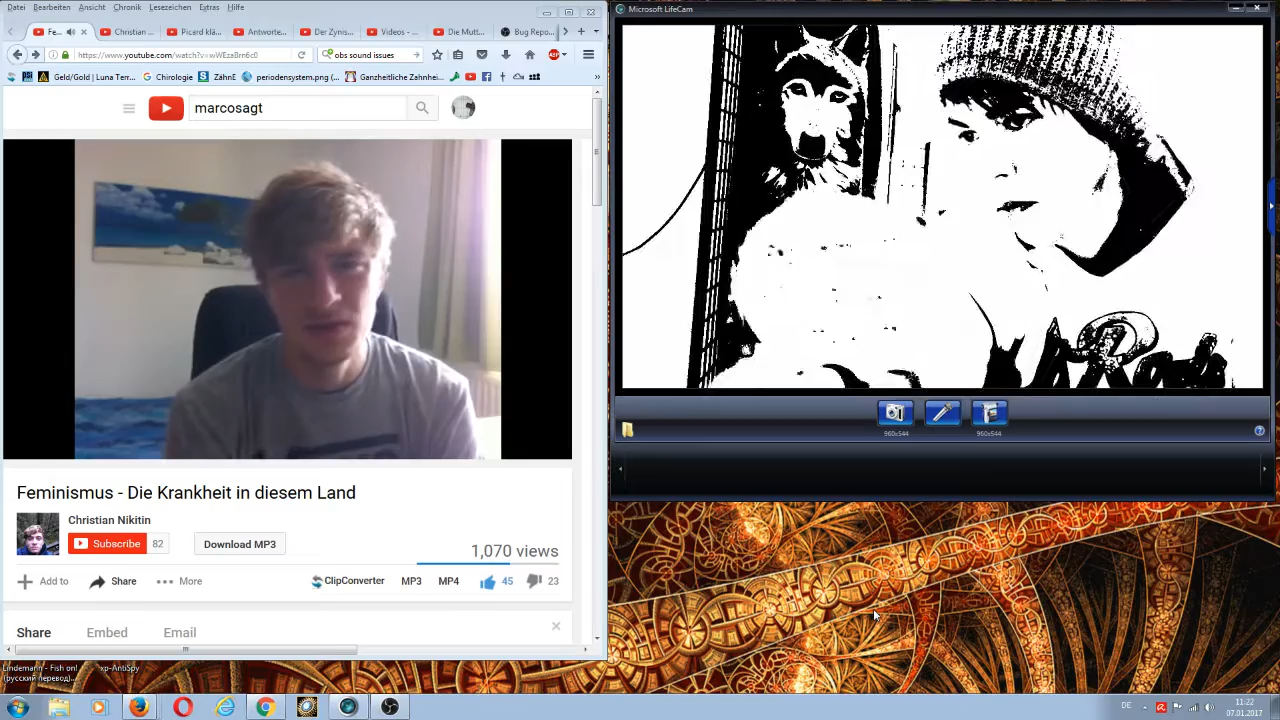 Datei Bearbeiten Ansicht Chronik Lesezeichen Extras Hilfe
Fe...
Christian ...
Picard klä...
Antworte...
Der Zynis...
Videos - ...
Die Mutt...
Bug Repo...
https://www.youtube.com/watch?v=wWEzaBrn6c0
obs sound issues
ABP
Geld/Gold | Luna Terr...
Chirologie
ZähnE
periodensystem.png (...
Ganzheitliche Zahnhei...
marcosagt
Feminismus - Die Krankheit in diesem Land
Christian Nikitin
Subscribe 82
Download MP3
1,070 views
Add to
Share
More
ClipConverter
MP3
MP4
45
23
Share
Embed
Email
Microsoft LifeCam
960x544
960x544
Lindemann - Fish on!
(русский перевод)...
xp-AntiSpy
DE
11:22
07.01.2017